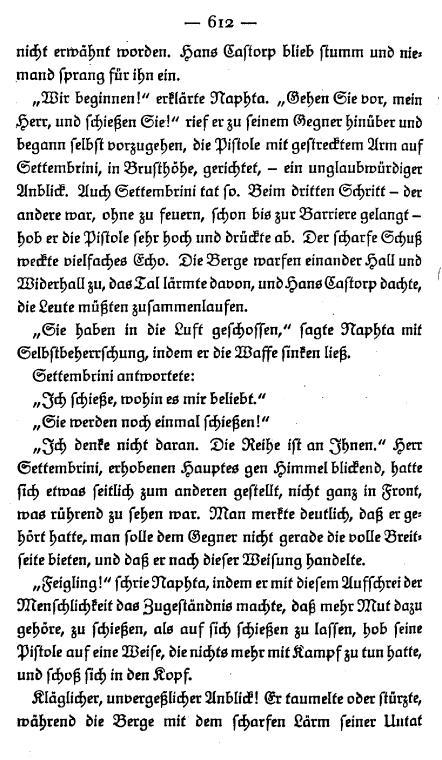 — 612 —
nicht erwähnt worden. Hans Castorp blieb stumm und nie-
mand sprang für ihn ein.
„Wir beginnen!“ erklärte Naphta. „Gehen Sie vor, mein
Herr, und schießen Sie!“ rief er zu seinem Gegner hinüber und
begann selbst vorzugehen, die Pistole mit gestrecktem Arm auf
Settembrini, in Brusthöhe, gerichtet, – ein unglaubwürdiger
Anblick. Auch Settembrini tat so. Beim dritten Schritt – der
andere war, ohne zu feuern, schon bis zur Barriere gelangt –
hob er die Pistole sehr hoch und drückte ab. Der scharfe Schuß
weckte vielfaches Echo. Die Berge warfen einander Hall und
Widerhall zu, das Tal lärmte davon, und Hans Castorp dachte,
die Leute müßten zusammenlaufen.
„Sie haben in die Luft geschossen,“ sagte Naphta mit
Selbstbeherrschung, indem er die Waffe sinken ließ.
Settembrini antwortete:
„Ich schieße, wohin es mir beliebt.“
„Sie werden noch einmal schießen!“
„Ich denke nicht daran. Die Reihe ist an Ihnen.“ Herr
Settembrini, erhobenen Hauptes gen Himmel blickend, hatte
sich etwas seitlich zum anderen gestellt, nicht ganz in Front,
was rührend zu sehen war. Man merkte deutlich, daß er ge-
hört hatte, man solle dem Gegner nicht gerade die volle Breit-
seite bieten, und daß er nach dieser Weisung handelte.
„Feigling!“ schrie Naphta, indem er mit diesem Aufschrei der
Menschlichkeit das Zugeständnis machte, daß mehr Mut dazu
gehöre, zu schießen, als auf sich schießen zu lassen, hob seine
Pistole auf eine Weise, die nichts mehr mit Kampf zu tun hatte,
und schoß sich in den Kopf.
Kläglicher, unvergeßlicher Anblick! Er taumelte oder stürzte,
während die Berge mit dem scharfen Lärm seiner Untat